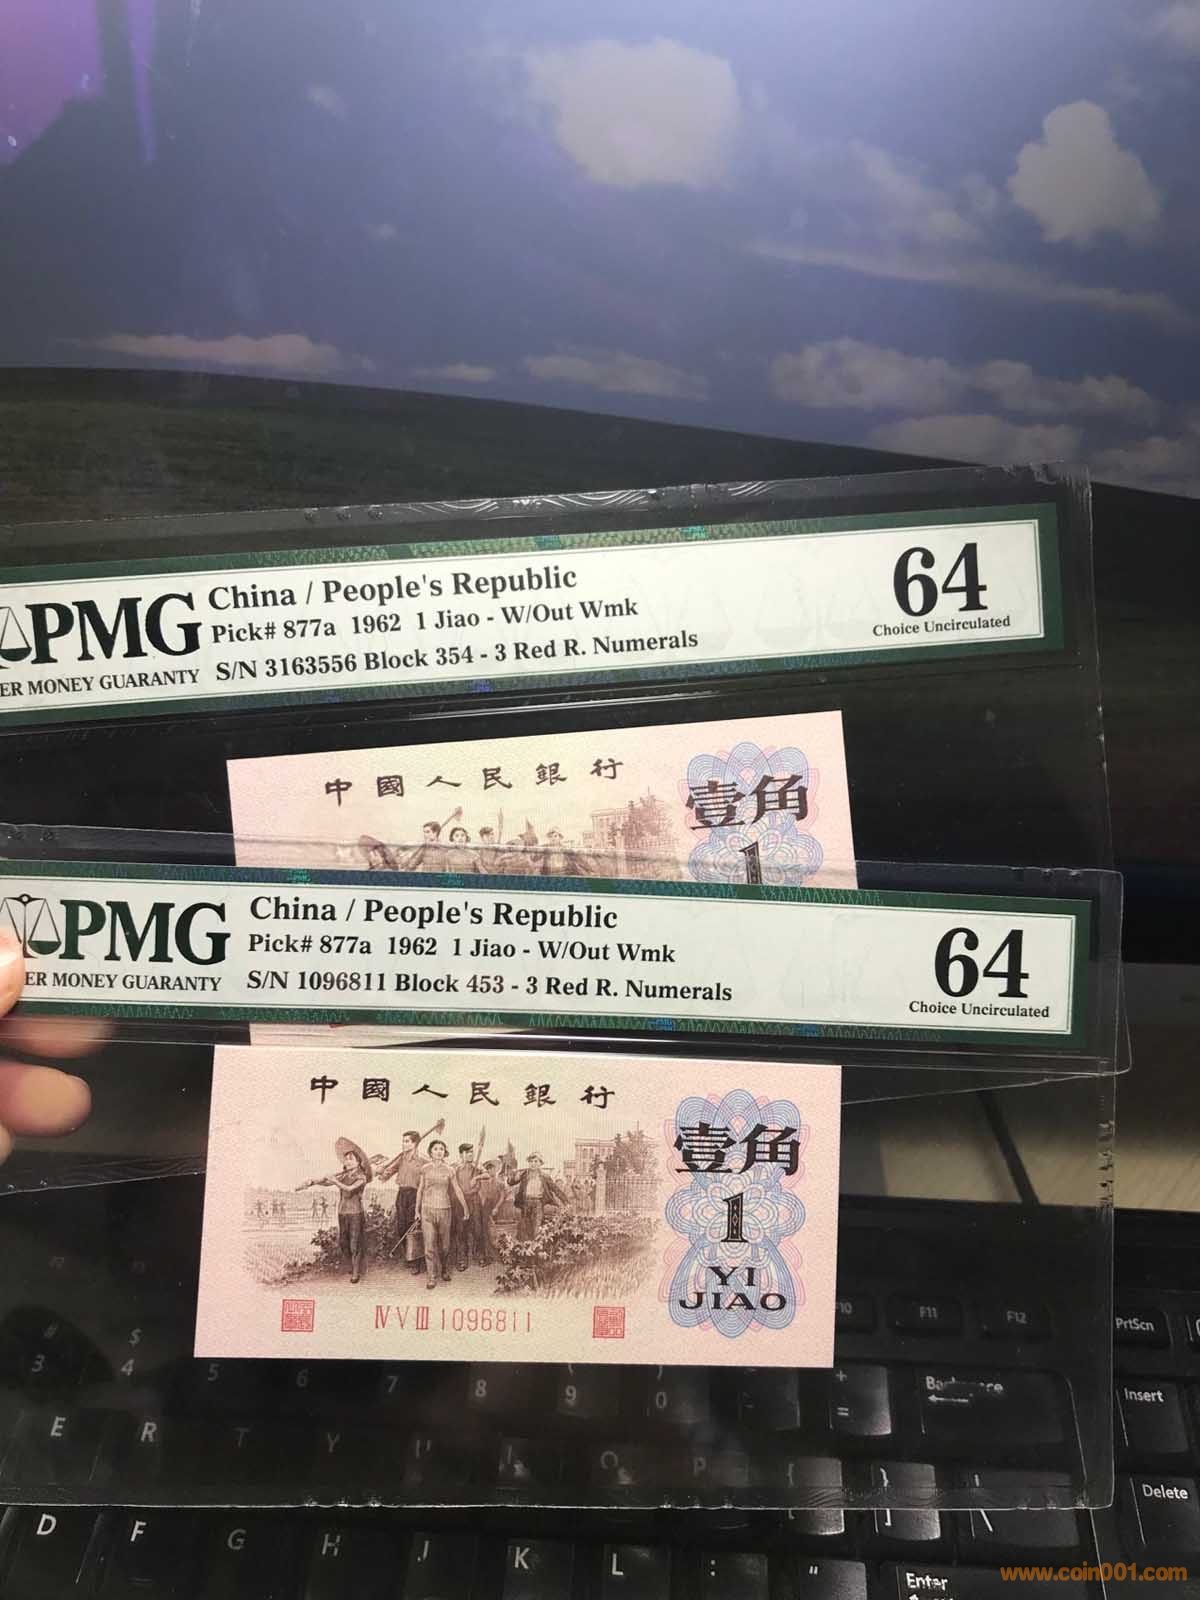 PMG
ER MONEY GUARANTY
China / People's Republic
Pick# 877a 1962 1 Jiao - W/Out Wmk
S/N 3163556 Block 354 - 3 Red R. Numerals
64
Choice Uncirculated
中國人民銀行
壹角
1
PMG
ER MONEY GUARANTY
China / People's Republic
Pick# 877a 1962 1 Jiao - W/Out Wmk
S/N 1096811 Block 453 - 3 Red R. Numerals
64
Choice Uncirculated
中國人民銀行
壹角
1
YI
JIAO
ⅣⅤⅢ 1096811
F11 F12 PrtScn
# $
3 4 5 6 7 8 9 0 + = Insert
E R T Y P { } Delete
D F G H J K L : " Enter
www.coin001.com